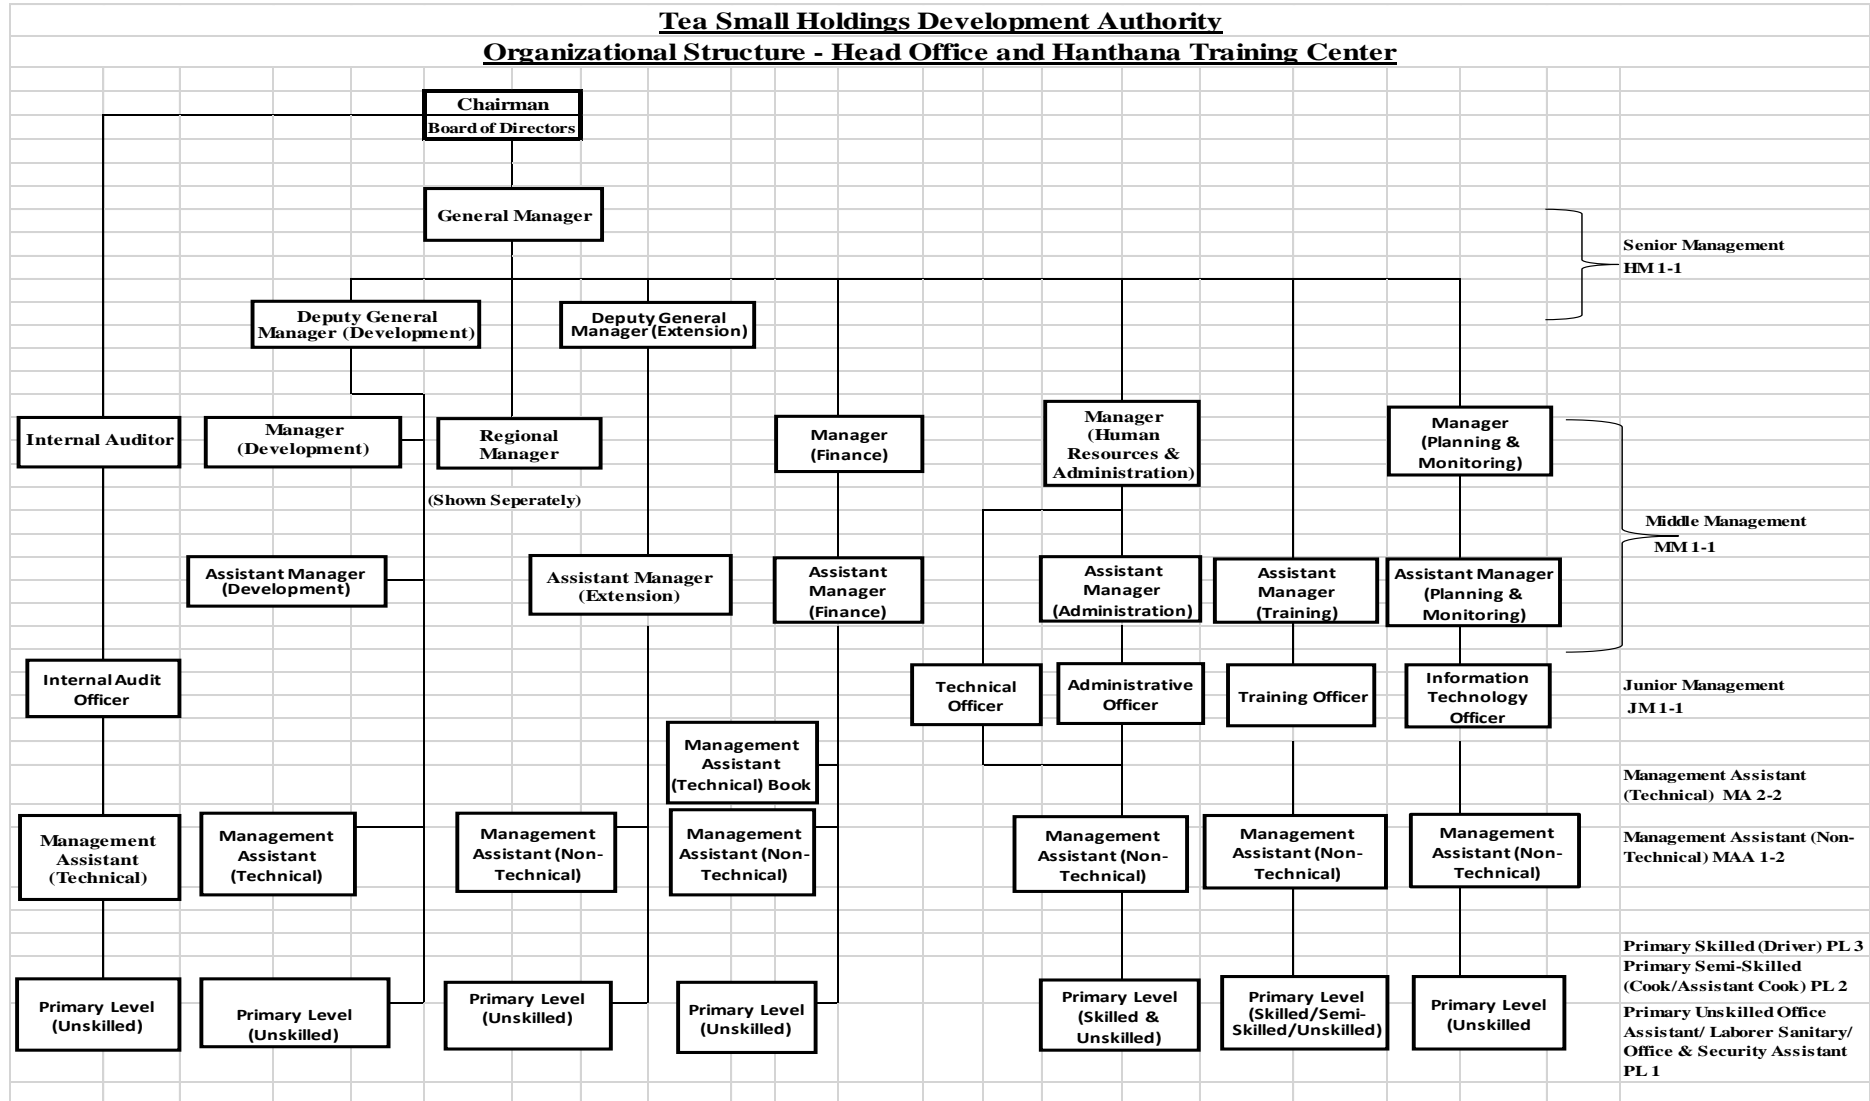 Tea Small Holdings Development Authority
Organizational Structure - Head Office and Hanthana Training Center
Chairman
Board of Directors
General Manager
Senior Management
HM 1-1
Deputy General
Manager (Development)
Deputy General
Manager (Extension)
Internal Auditor
Manager
(Development)
Regional
Manager
(Shown Seperately)
Manager
(Finance)
Manager
(Human
Resources &
Administration)
Manager
(Planning &
Monitoring)
Middle Management
MM 1-1
Assistant Manager
(Development)
Assistant Manager
(Extension)
Assistant
Manager
(Finance)
Assistant
Manager
(Administration)
Assistant
Manager
(Training)
Assistant Manager
(Planning &
Monitoring)
Internal Audit
Officer
Technical
Officer
Administrative
Officer
Training Officer
Information
Technology
Officer
Junior Management
JM 1-1
Management
Assistant
(Technical) Book
Management Assistant
(Technical) MA 2-2
Management
Assistant
(Technical)
Management
Assistant
(Technical)
Management
Assistant (Non-
Technical)
Management
Assistant (Non-
Technical)
Management
Assistant (Non-
Technical)
Management
Assistant (Non-
Technical)
Management
Assistant (Non-
Technical)
Management Assistant (Non-
Technical) MAA 1-2
Primary Level
(Unskilled)
Primary Level
(Unskilled)
Primary Level
(Unskilled)
Primary Level
(Unskilled)
Primary Level
(Skilled &
Unskilled)
Primary Level
(Skilled/Semi-
Skilled/Unskilled)
Primary Level
(Unskilled
Primary Skilled (Driver) PL 3
Primary Semi-Skilled
(Cook/Assistant Cook) PL 2
Primary Unskilled Office
Assistant/ Laborer Sanitary/
Office & Security Assistant
PL 1